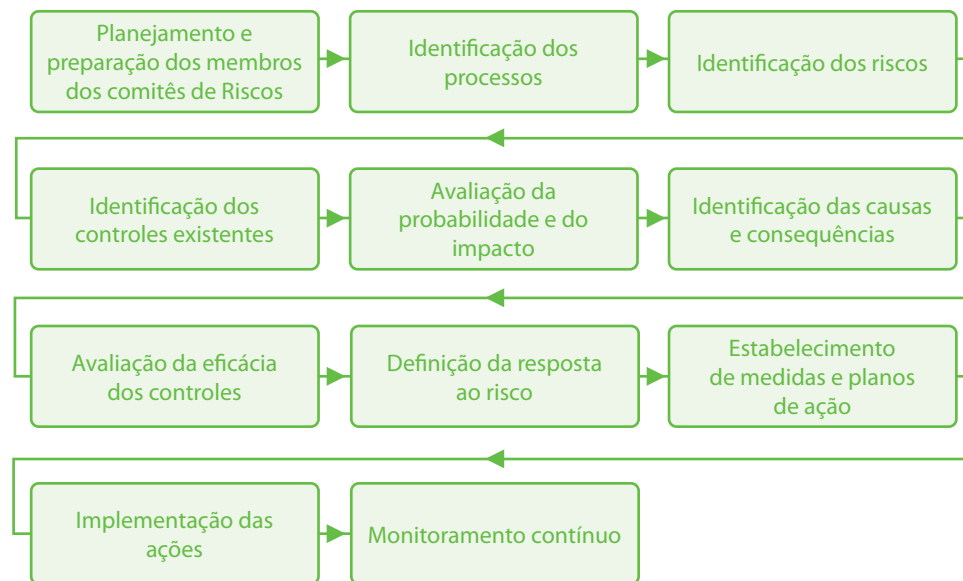 Planejamento e
preparação dos membros
dos comitês de Riscos
Identificação dos
processos
Identificação dos riscos
Identificação dos
controles existentes
Avaliação da
probabilidade e do
impacto
Identificação das causas
e consequências
Avaliação da eficácia
dos controles
Definição da resposta
ao risco
Estabelecimento
de medidas e planos
de ação
Implementação das
ações
Monitoramento contínuo